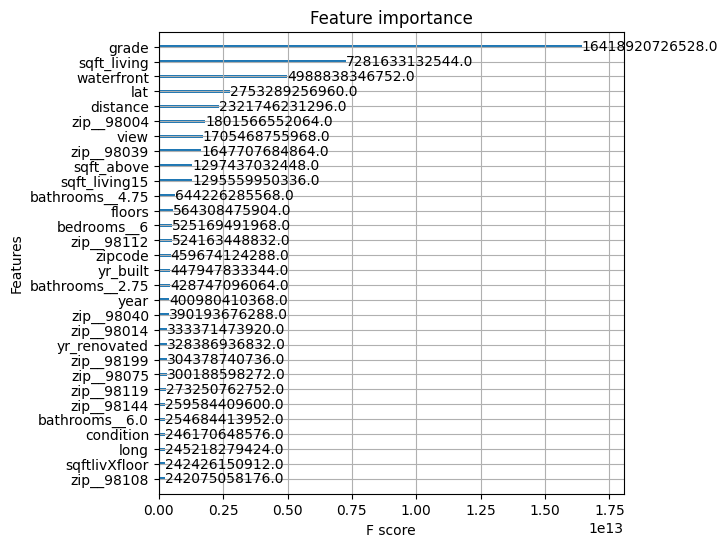 Feature importance
grade 16418920726528.0
sqft_living 7281633132544.0
waterfront 4988838346752.0
lat 2753289256960.0
distance 2321746231296.0
zip__98004 1801566552064.0
view 1705468755968.0
zip__98039 1647707684864.0
sqft_above 1297437032448.0
sqft_living15 1295559950336.0
bathrooms__4.75 644226285568.0
floors 564308475904.0
bedrooms__6 525169491968.0
zip__98112 524163448832.0
zipcode 459674124288.0
yr_built 447947833344.0
bathrooms__2.75 428747096064.0
year 400980410368.0
zip__98040 390193676288.0
zip__98014 333371473920.0
yr_renovated 328386936832.0
zip__98199 304378740736.0
zip__98075 300188598272.0
zip__98119 273250762752.0
zip__98144 259584409600.0
bathrooms__6.0 254684413952.0
condition 246170648576.0
long 245218279424.0
sqftlivXfloor 242426150912.0
zip__98108 242075058176.0
Features
0.00 0.25 0.50 0.75 1.00 1.25 1.50 1.75
1e13
F score